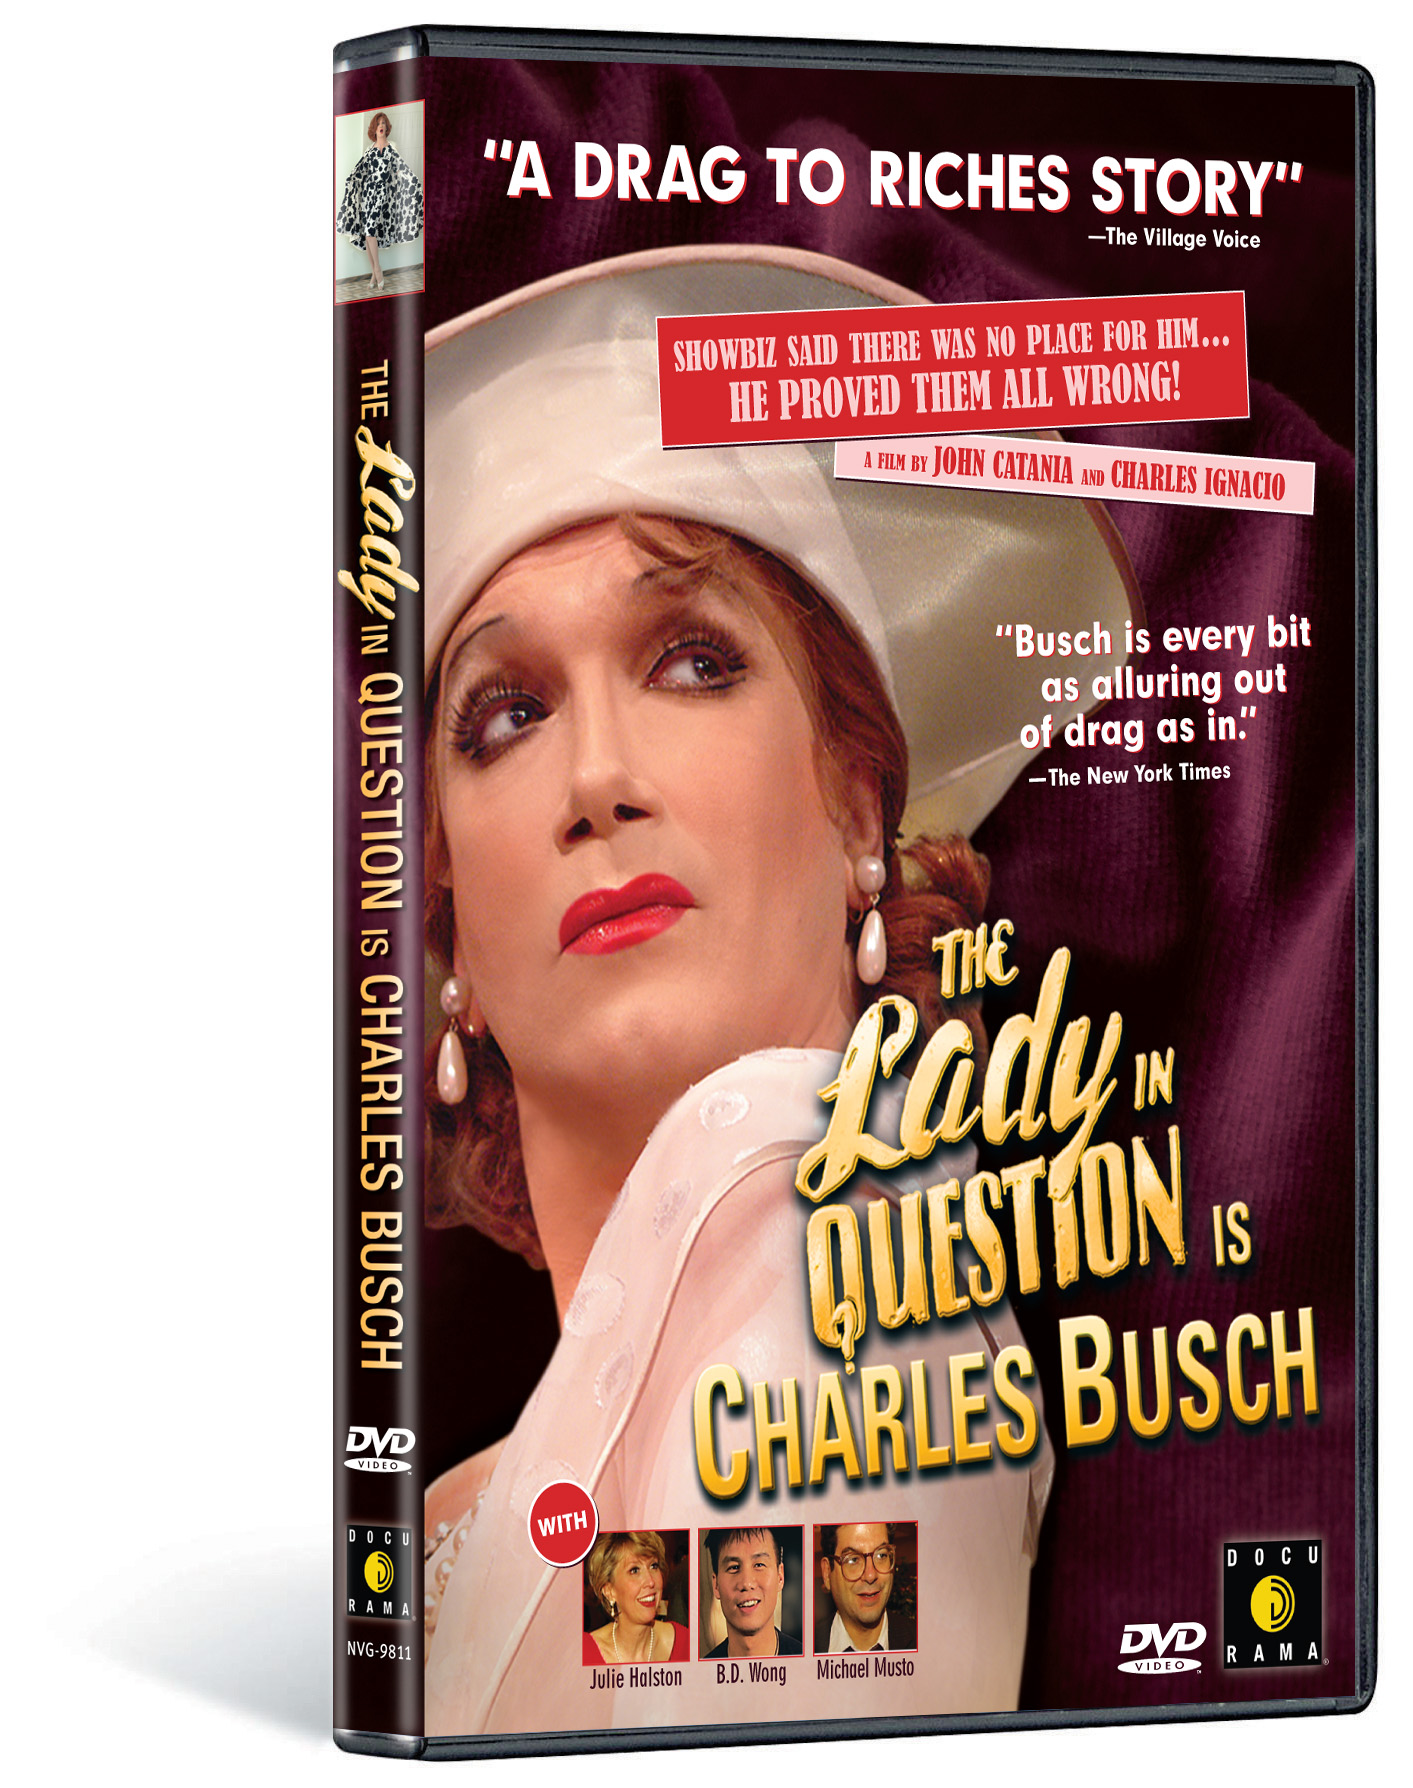 "A DRAG TO RICHES STORY"
—The Village Voice
SHOWBIZ SAID THERE WAS NO PLACE FOR HIM...
HE PROVED THEM ALL WRONG!
A FILM BY JOHN CATANIA AND CHARLES IGNACIO
"Busch is every bit
as alluring out
of drag as in."
—The New York Times
THE
Lady IN
QUESTION IS
CHARLES BUSCH
WITH
Julie Halston
B.D. Wong
Michael Musto
DVD
VIDEO
DOCU
RAMA
THE Lady IN QUESTION IS CHARLES BUSCH
DVD
VIDEO
DOCU
RAMA
NVG-9811